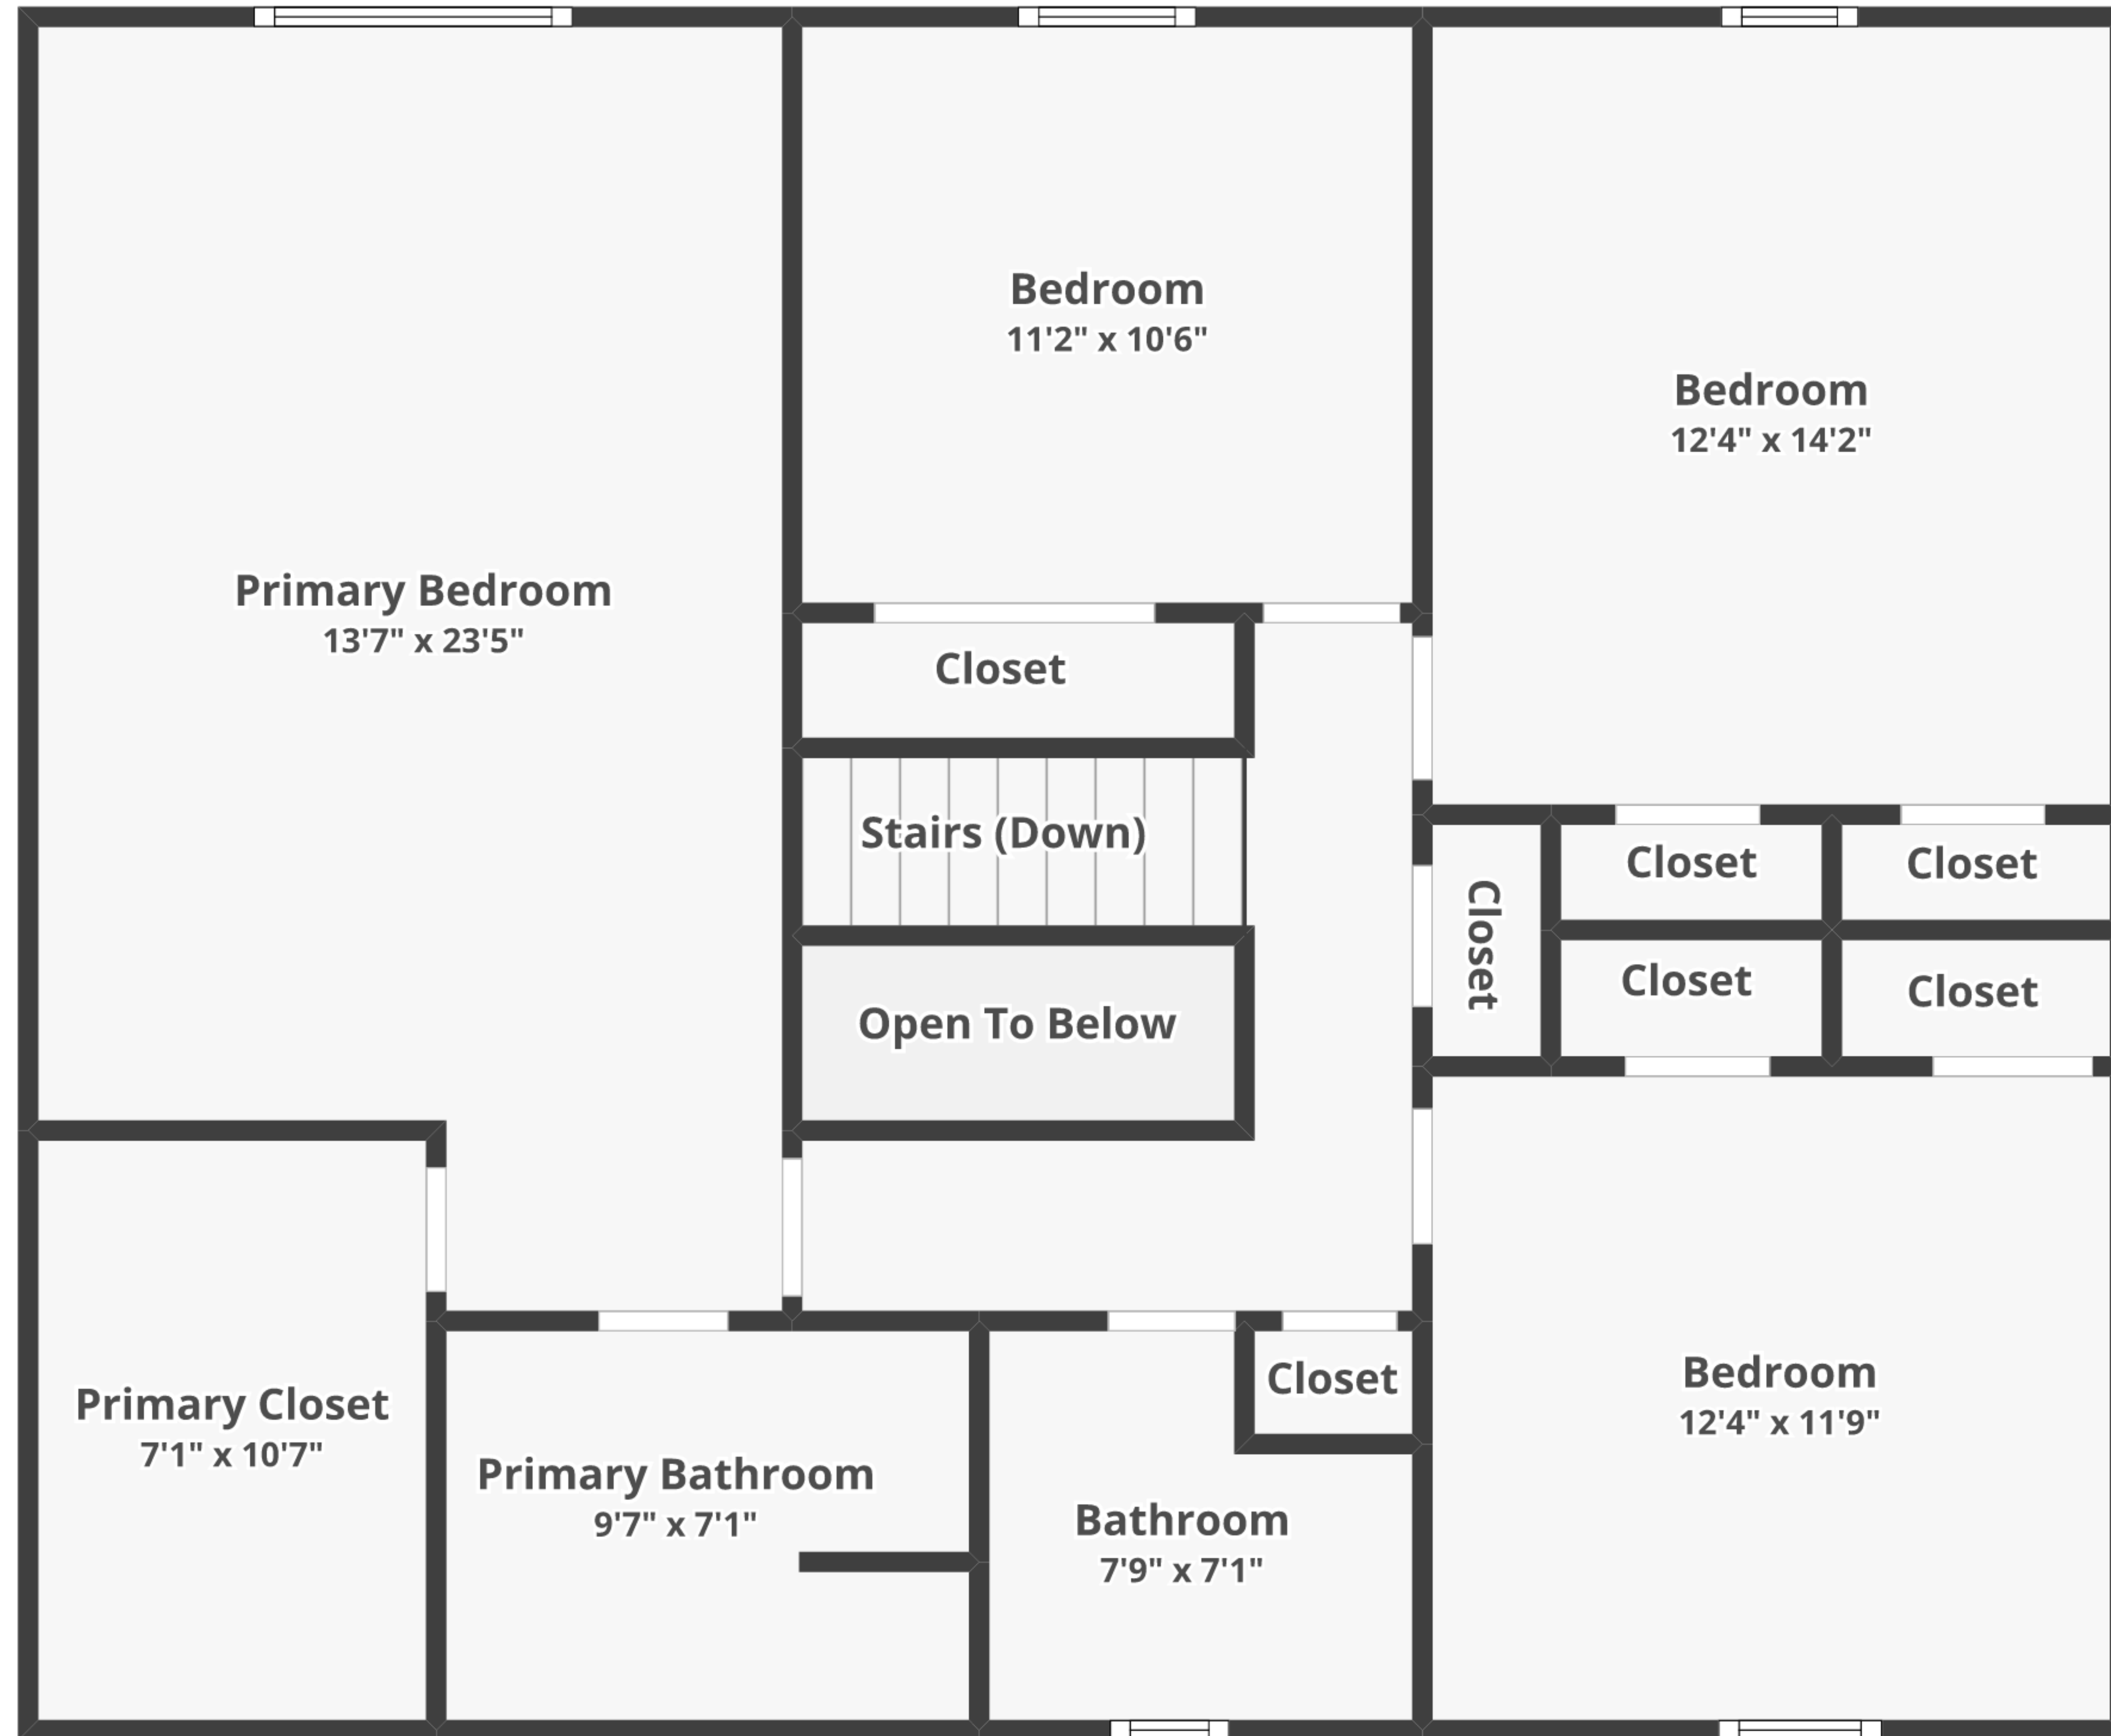 Bedroom
11'2" x 10'6"
Bedroom
12'4" x 14'2"
Primary Bedroom
13'7" x 23'5"
Closet
Stairs (Down)
Closet
Closet
Closet
Closet
Closet
Open To Below
Primary Closet
7'1" x 10'7"
Primary Bathroom
9'7" x 7'1"
Closet
Bathroom
7'9" x 7'1"
Bedroom
12'4" x 11'9"